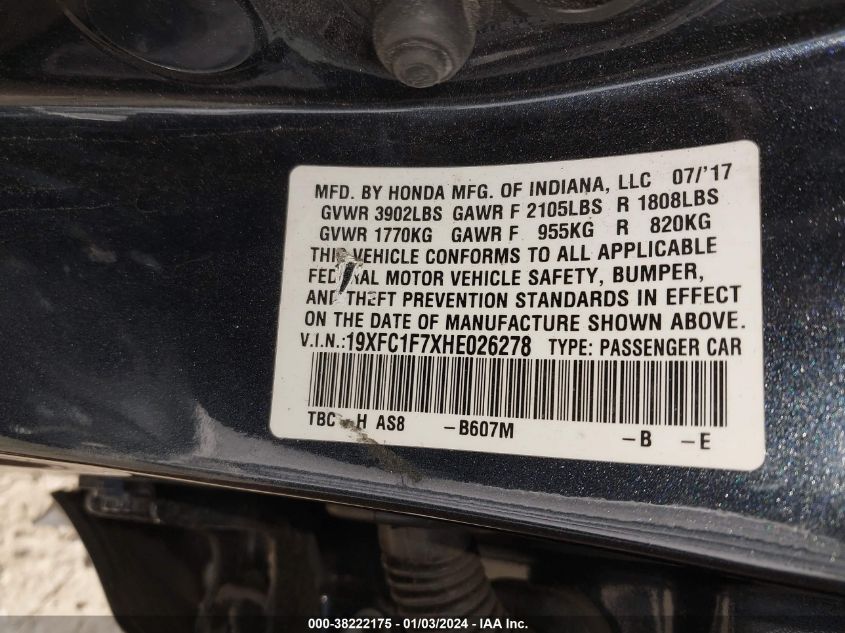 MFD. BY HONDA MFG. OF INDIANA, LLC 07/'17
GVWR 3902LBS GAWR F 2105LBS R 1808LBS
GVWR 1770KG GAWR F 955KG R 820KG
VEHICLE CONFORMS TO ALL APPLICABLE
MOTOR VEHICLE SAFETY, BUMPER,
THEFT PREVENTION STANDARDS IN EFFECT
ON THE DATE OF MANUFACTURE SHOWN ABOVE.
V.I.N.:19XFC1F7XHE026278 TYPE: PASSENGER CAR
TBC H AS8 -B607M -B -E
000-38222175 - 01/03/2024 - IAA Inc.